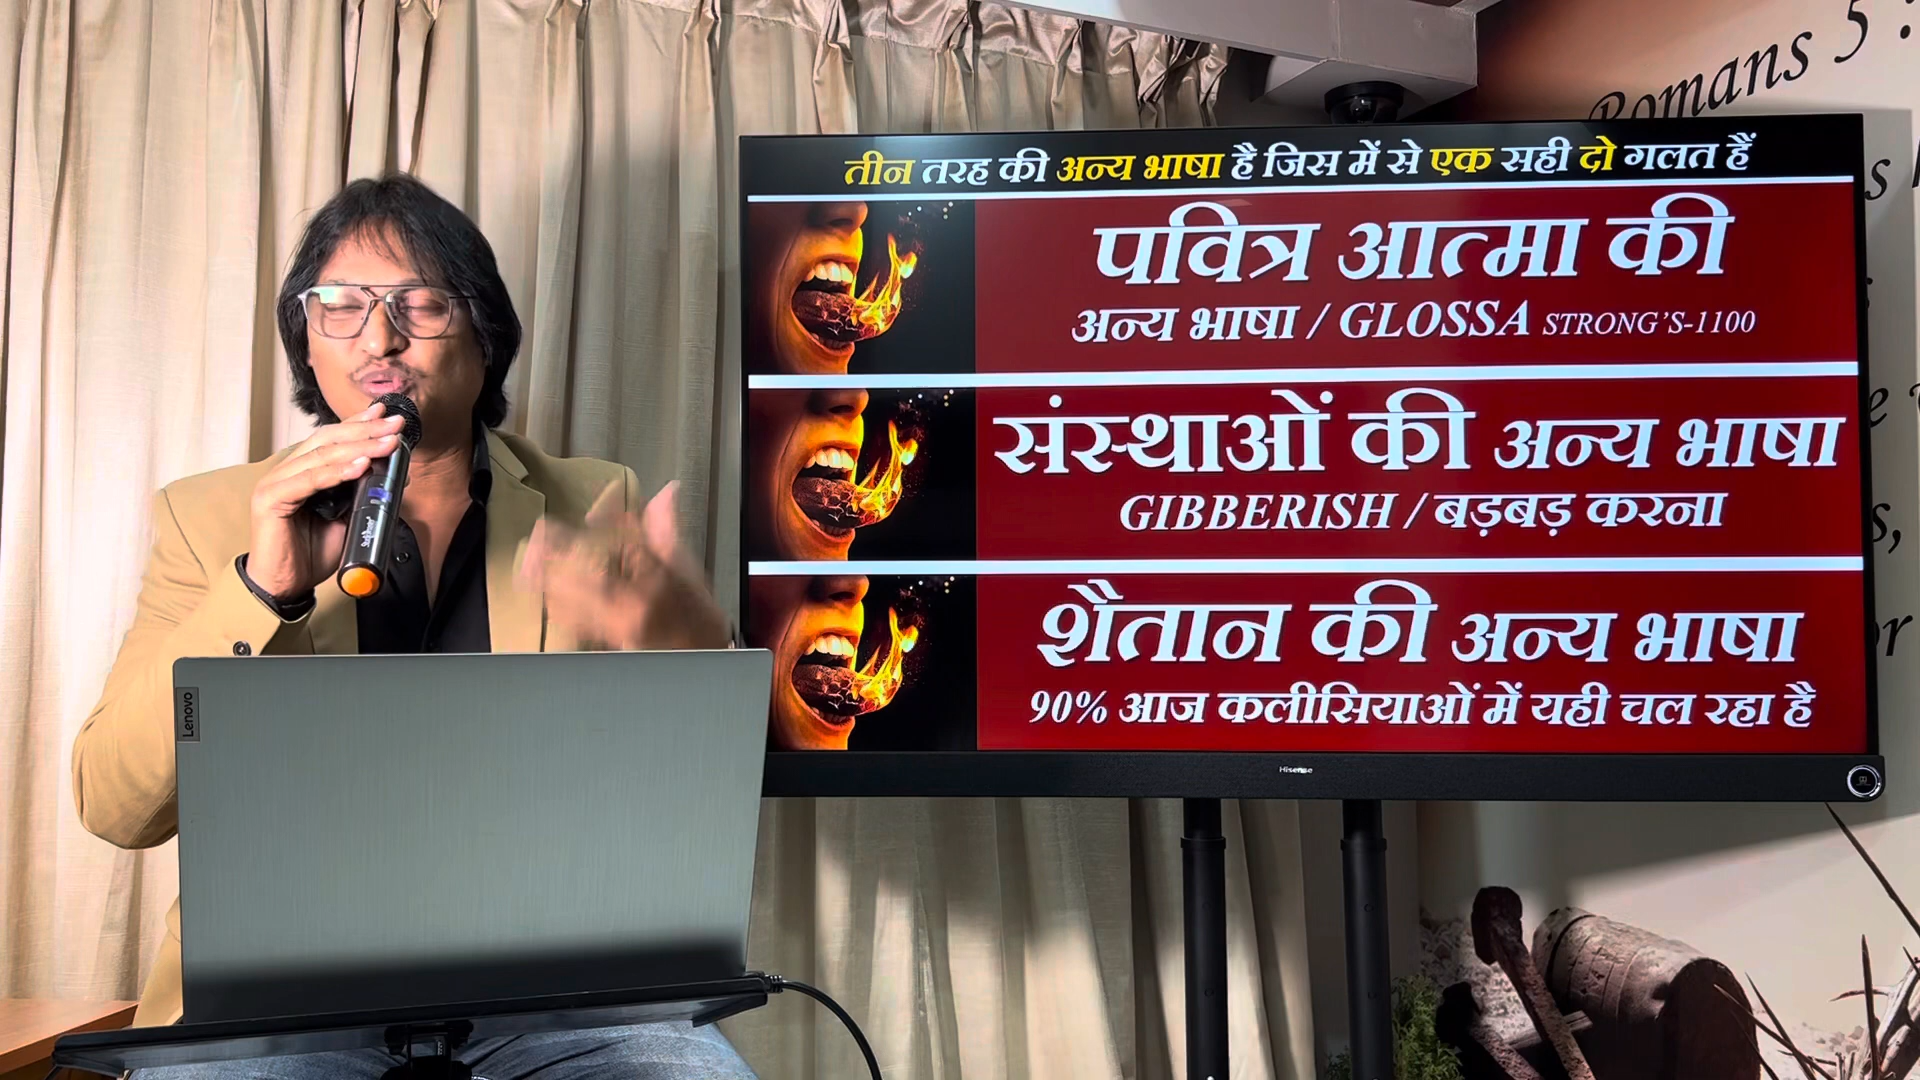 Romans 5:
तीन तरह की अन्य भाषा है जिस में से एक सही दो गलत हैं
पवित्र आत्मा की
अन्य भाषा / GLOSSA STRONG'S-1100
संस्थाओं की अन्य भाषा
GIBBERISH / बड़बड़ करना
शैतान की अन्य भाषा
90% आज कलीसियाओं में यही चल रहा है
Hisense
Lenovo